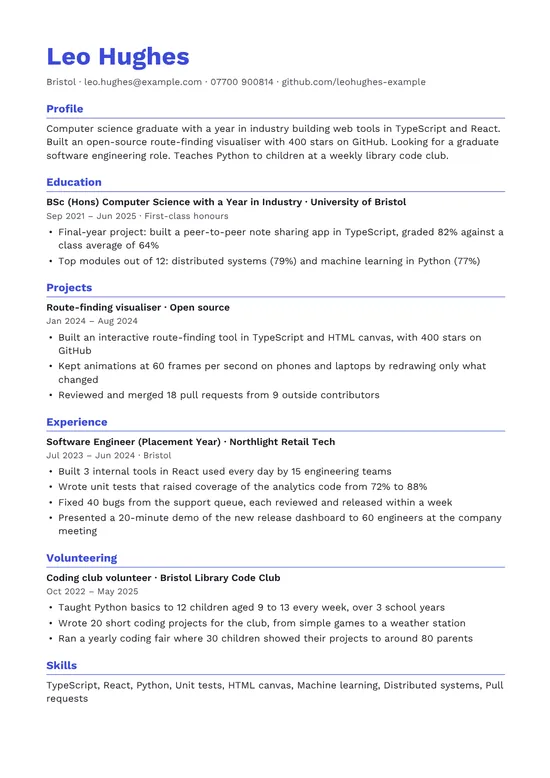 Leo Hughes
Bristol · leo.hughes@example.com · 07700 900814 · github.com/leohughes-example
Profile
Computer science graduate with a year in industry building web tools in TypeScript and React.
Built an open-source route-finding visualiser with 400 stars on GitHub. Looking for a graduate
software engineering role. Teaches Python to children at a weekly library code club.
Education
BSc (Hons) Computer Science with a Year in Industry · University of Bristol
Sep 2021 – Jun 2025 · First-class honours
• Final-year project: built a peer-to-peer note sharing app in TypeScript, graded 82% against a
class average of 64%
• Top modules out of 12: distributed systems (79%) and machine learning in Python (77%)
Projects
Route-finding visualiser · Open source
Jan 2024 – Aug 2024
• Built an interactive route-finding tool in TypeScript and HTML canvas, with 400 stars on
GitHub
• Kept animations at 60 frames per second on phones and laptops by redrawing only what
changed
• Reviewed and merged 18 pull requests from 9 outside contributors
Experience
Software Engineer (Placement Year) · Northlight Retail Tech
Jul 2023 – Jun 2024 · Bristol
• Built 3 internal tools in React used every day by 15 engineering teams
• Wrote unit tests that raised coverage of the analytics code from 72% to 88%
• Fixed 40 bugs from the support queue, each reviewed and released within a week
• Presented a 20-minute demo of the new release dashboard to 60 engineers at the company
meeting
Volunteering
Coding club volunteer · Bristol Library Code Club
Oct 2022 – May 2025
• Taught Python basics to 12 children aged 9 to 13 every week, over 3 school years
• Wrote 20 short coding projects for the club, from simple games to a weather station
• Ran a yearly coding fair where 30 children showed their projects to around 80 parents
Skills
TypeScript, React, Python, Unit tests, HTML canvas, Machine learning, Distributed systems, Pull
requests